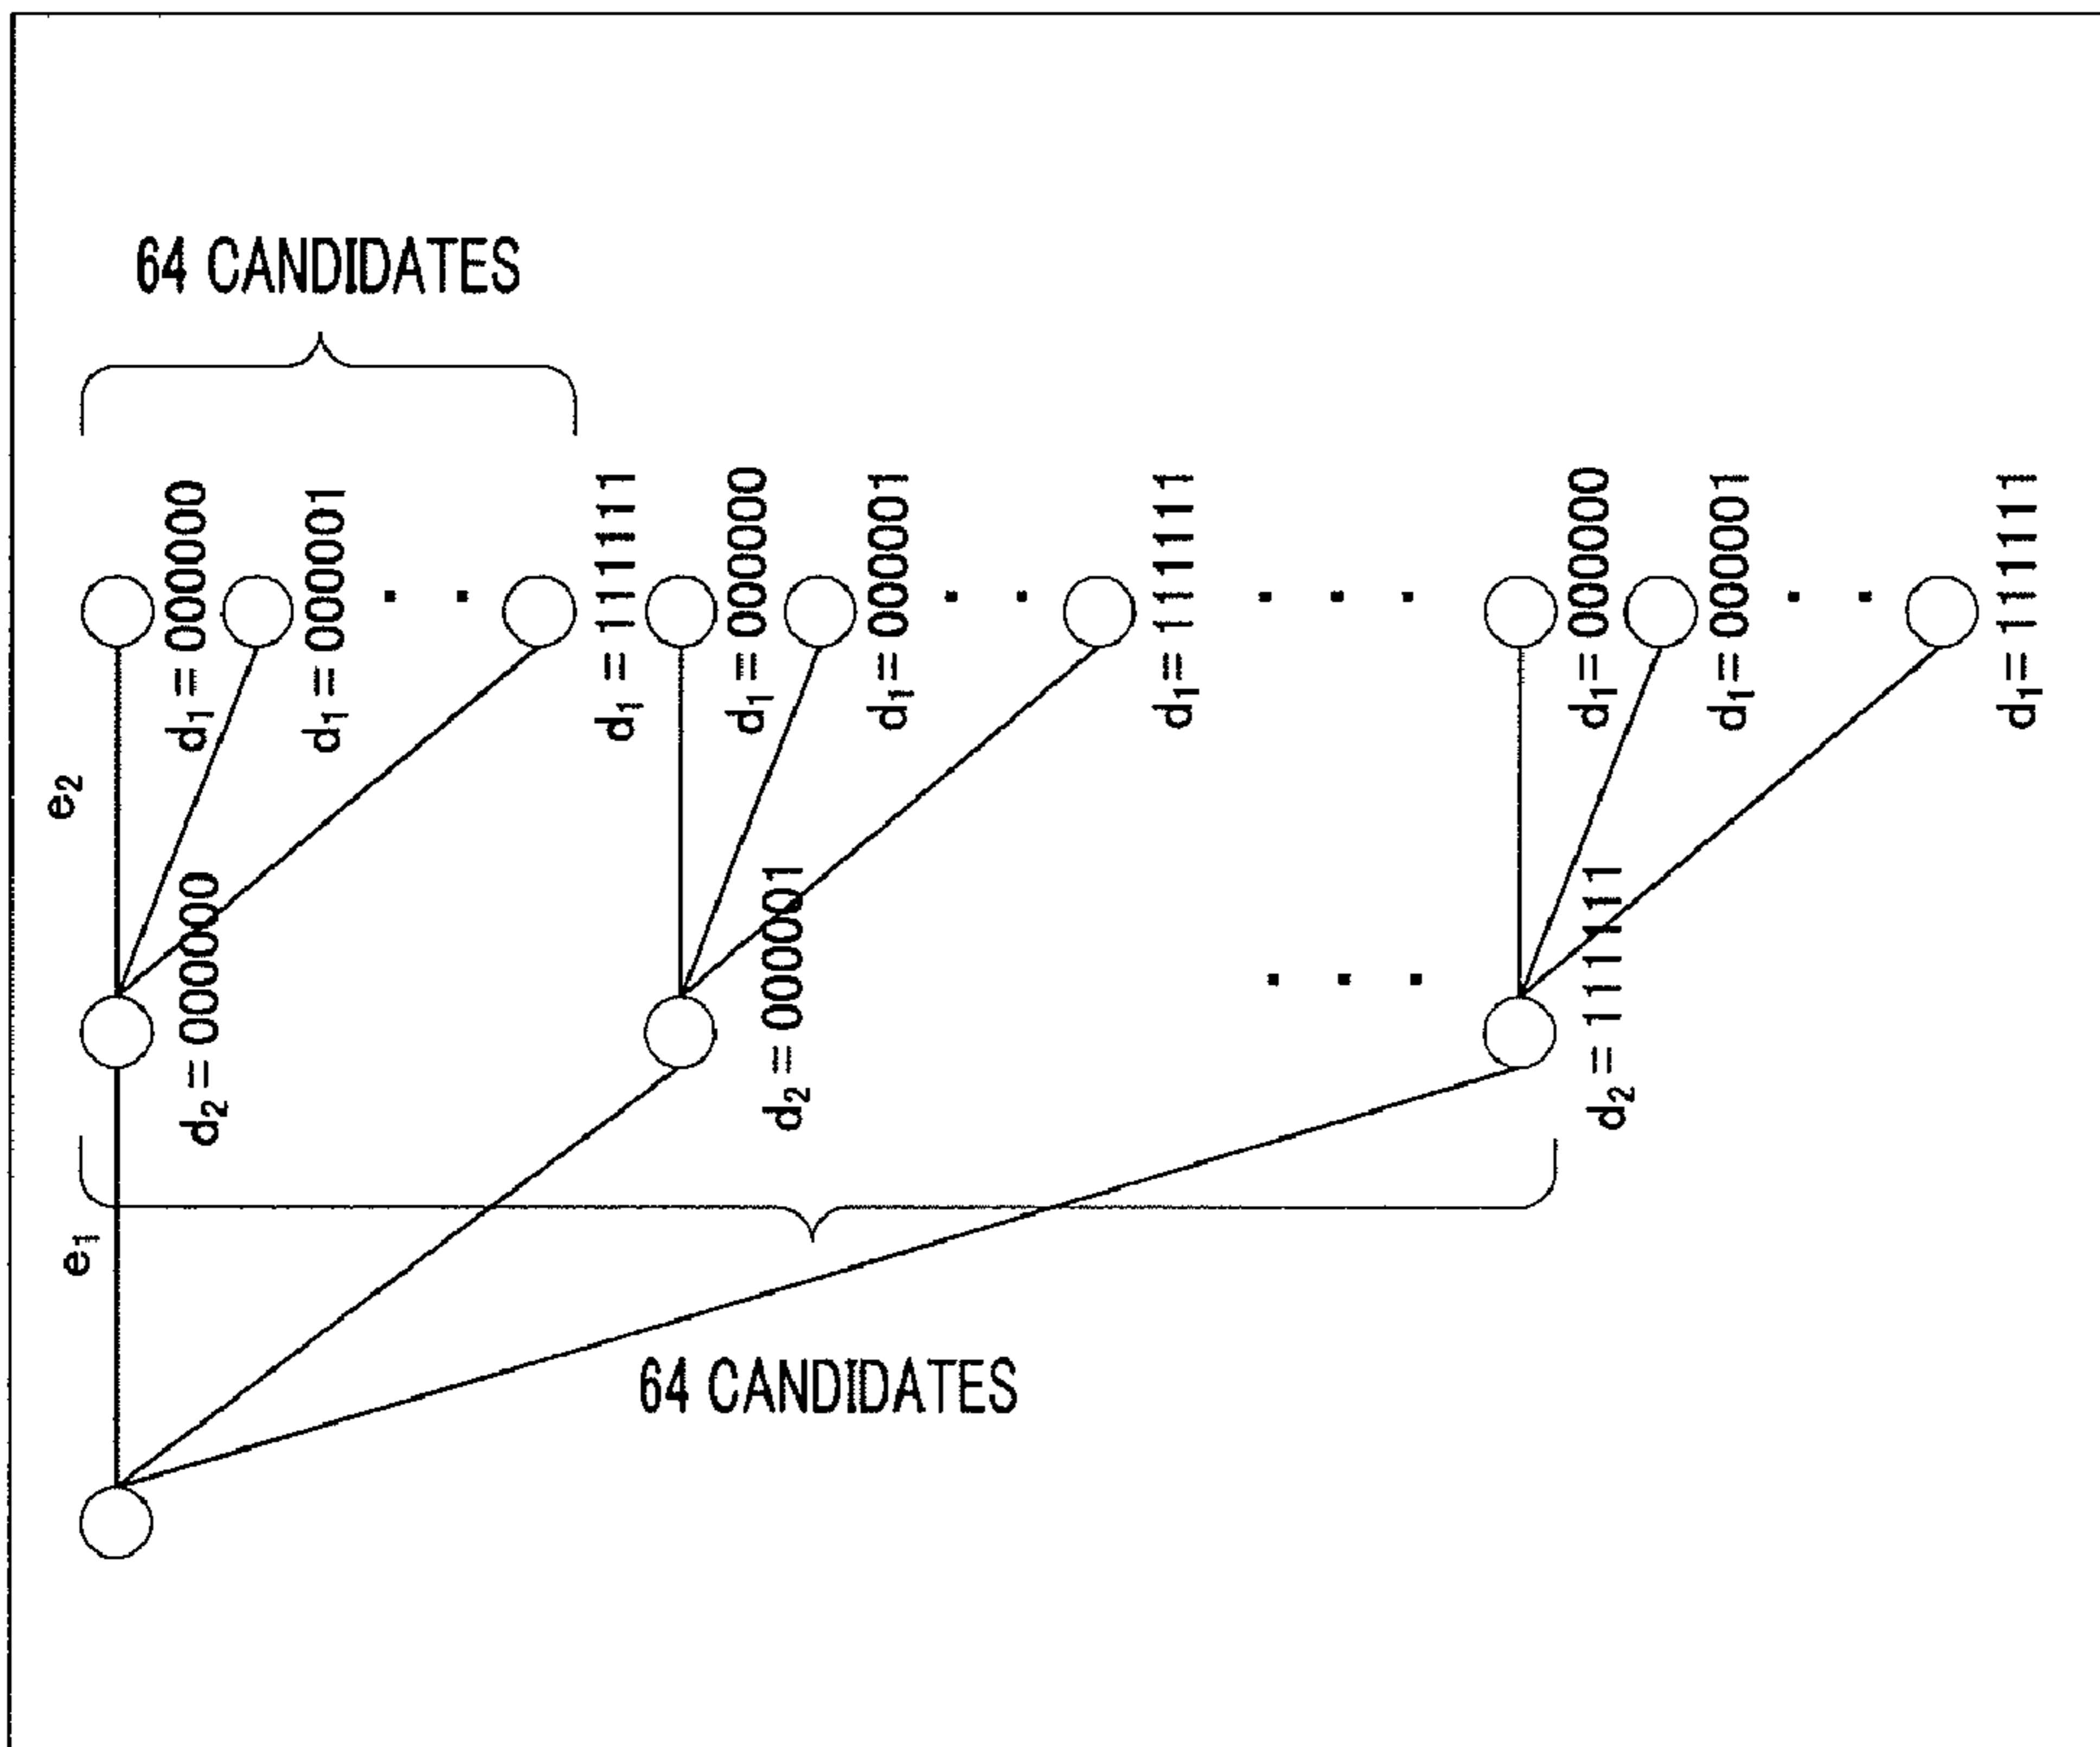 64 CANDIDATES
d₁=000000
d₁=000001
d₁=111111
d₁=000000
d₁=000001
d₁=111111
d₁=000000
d₁=000001
d₁=111111
e₂
d₂=000000
d₂=000001
d₂=111111
e₁
64 CANDIDATES